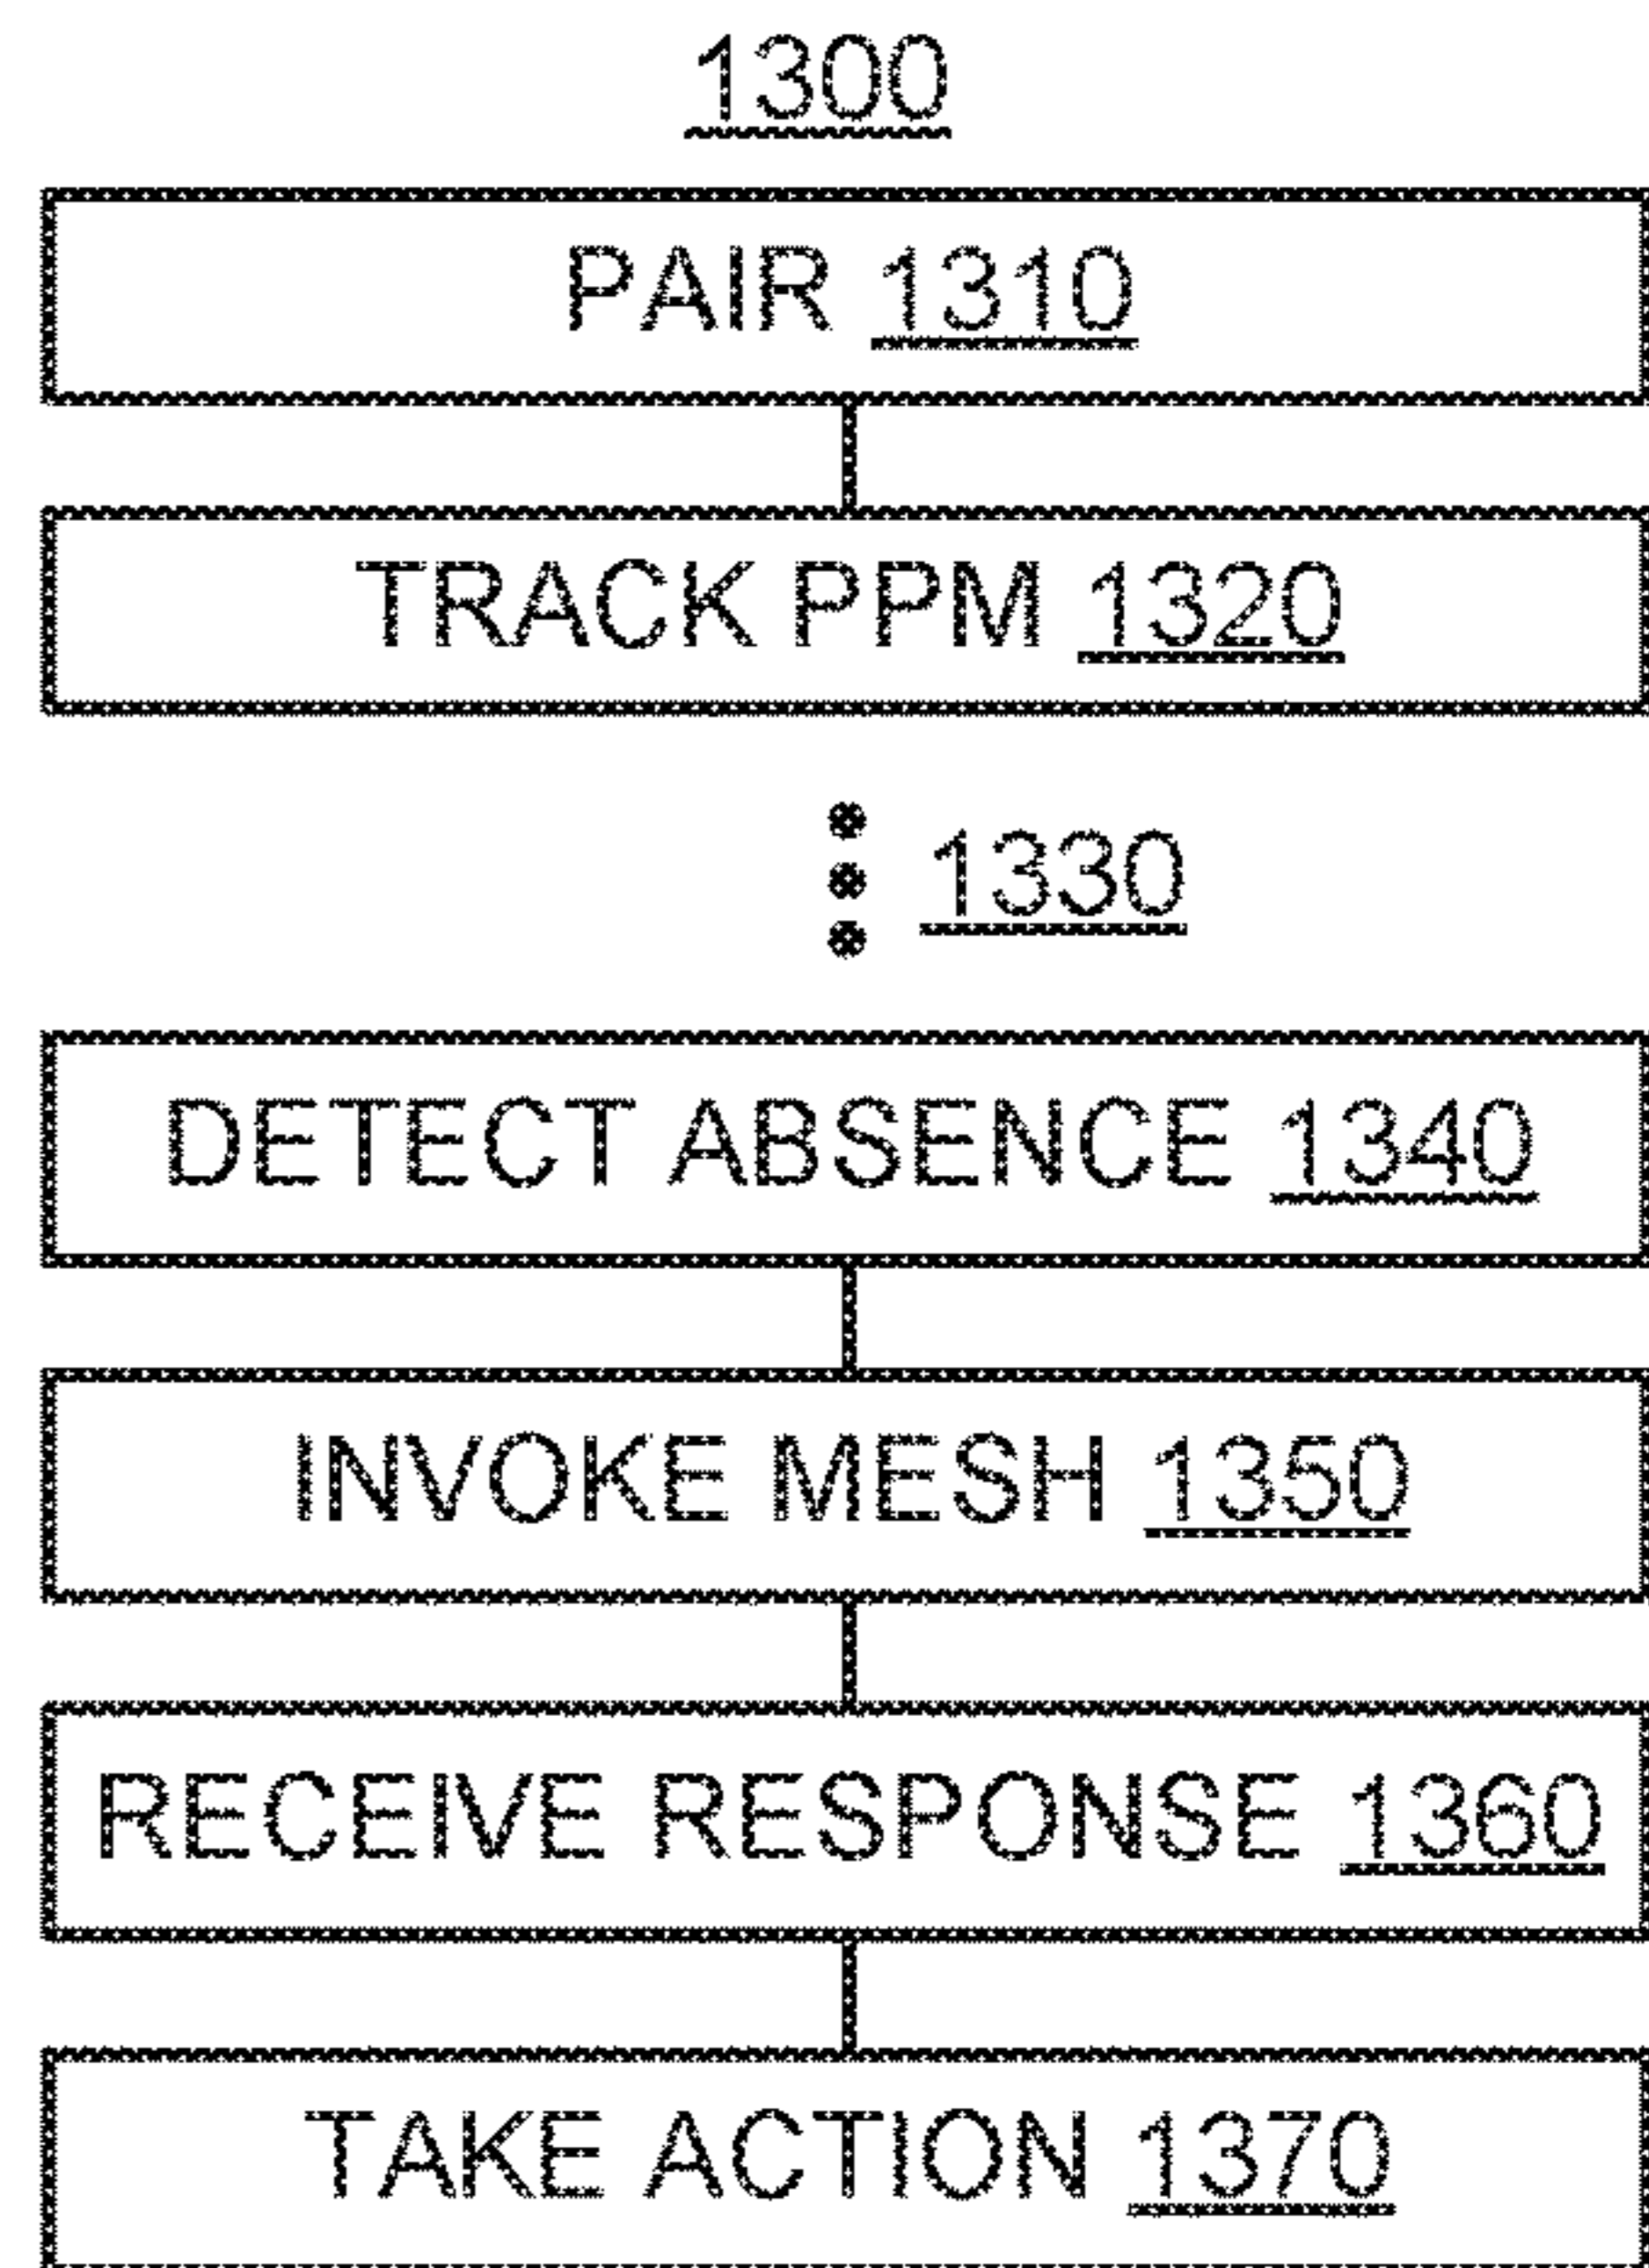 1300
PAIR 1310
TRACK PPM 1320
1330
DETECT ABSENCE 1340
INVOKE MESH 1350
RECEIVE RESPONSE 1360
TAKE ACTION 1370